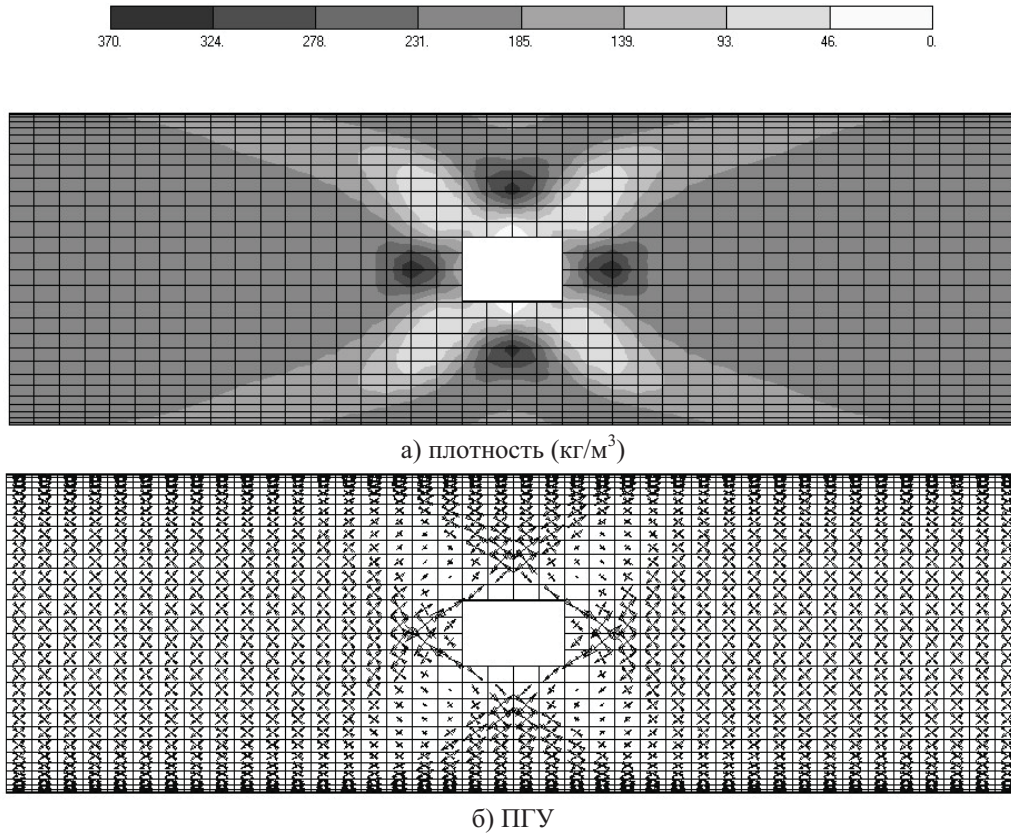 370. 324. 278. 231. 185. 139. 93. 46. 0.
а) плотность (кг/м³)
б) ПГУ